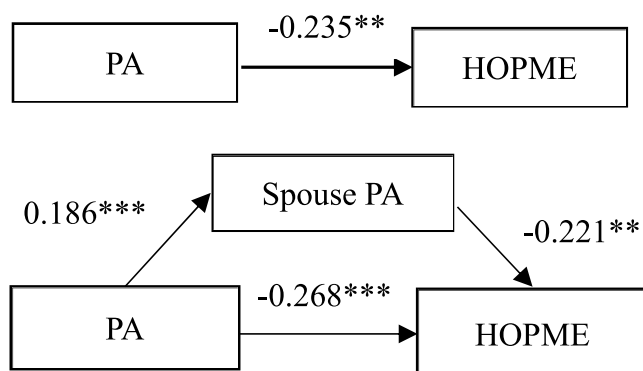 -0.235**
PA
HOPME
Spouse PA
0.186***
-0.221**
-0.268***
PA
HOPME